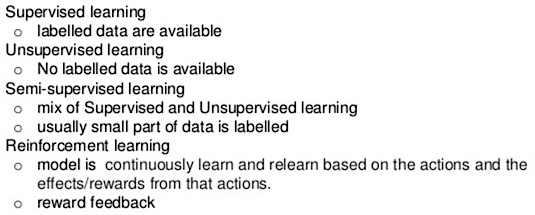 Supervised learning
o labelled data are available
Unsupervised learning
o No labelled data is available
Semi-supervised learning
o mix of Supervised and Unsupervised learning
o usually small part of data is labelled
Reinforcement learning
o model is continuously learn and relearn based on the actions and the
effects/rewards from that actions.
o reward feedback